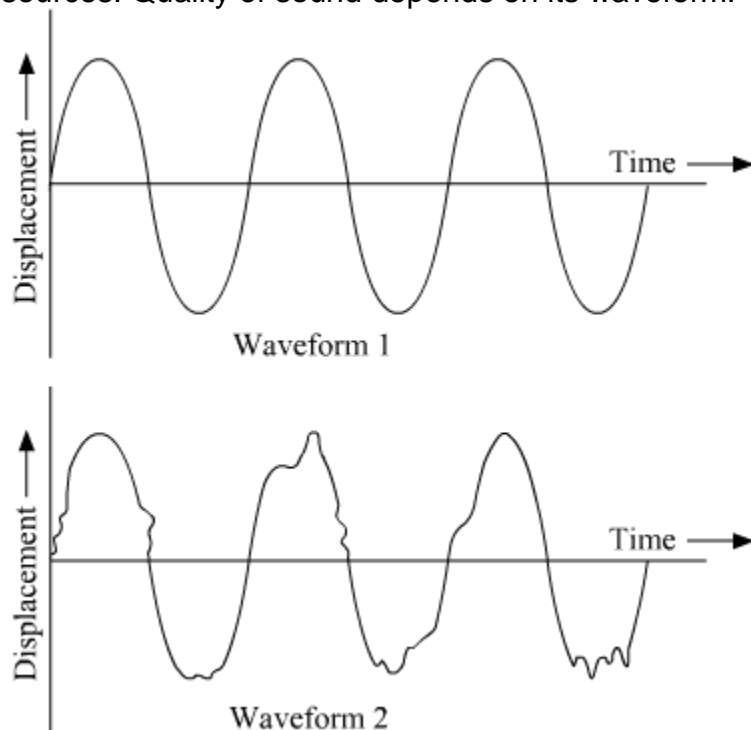 sources. Quality of sound depends on its waveform.
Displacement
Time
Waveform 1
Displacement
Time
Waveform 2